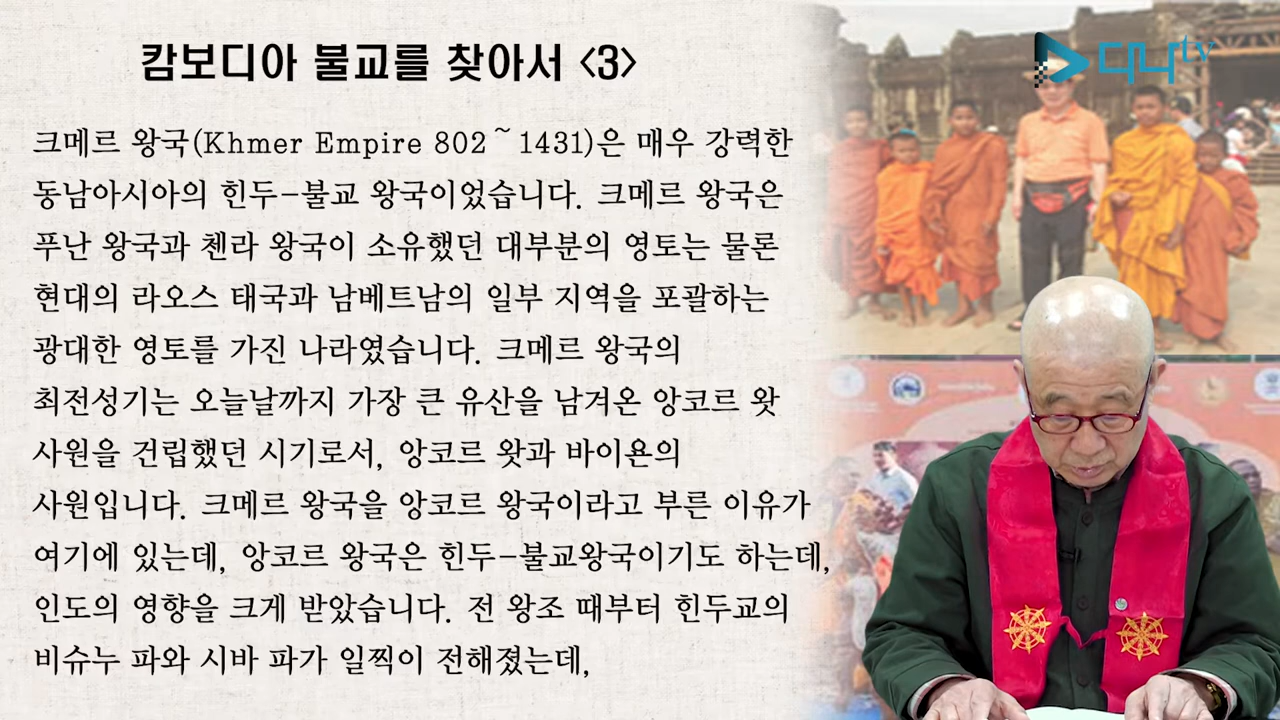 캄보디아 불교를 찾아서 <3>
디나tv
크메르 왕국(Khmer Empire 802~1431)은 매우 강력한
동남아시아의 힌두-불교 왕국이었습니다. 크메르 왕국은
푸난 왕국과 첸라 왕국이 소유했던 대부분의 영토는 물론
현대의 라오스 태국과 남베트남의 일부 지역을 포괄하는
광대한 영토를 가진 나라였습니다. 크메르 왕국의
최전성기는 오늘날까지 가장 큰 유산을 남겨온 앙코르 왓
사원을 건립했던 시기로서, 앙코르 왓과 바이욘의
사원입니다. 크메르 왕국을 앙코르 왕국이라고 부른 이유가
여기에 있는데, 앙코르 왕국은 힌두-불교왕국이기도 하는데,
인도의 영향을 크게 받았습니다. 전 왕조 때부터 힌두교의
비슈누 파와 시바 파가 일찍이 전해졌는데,